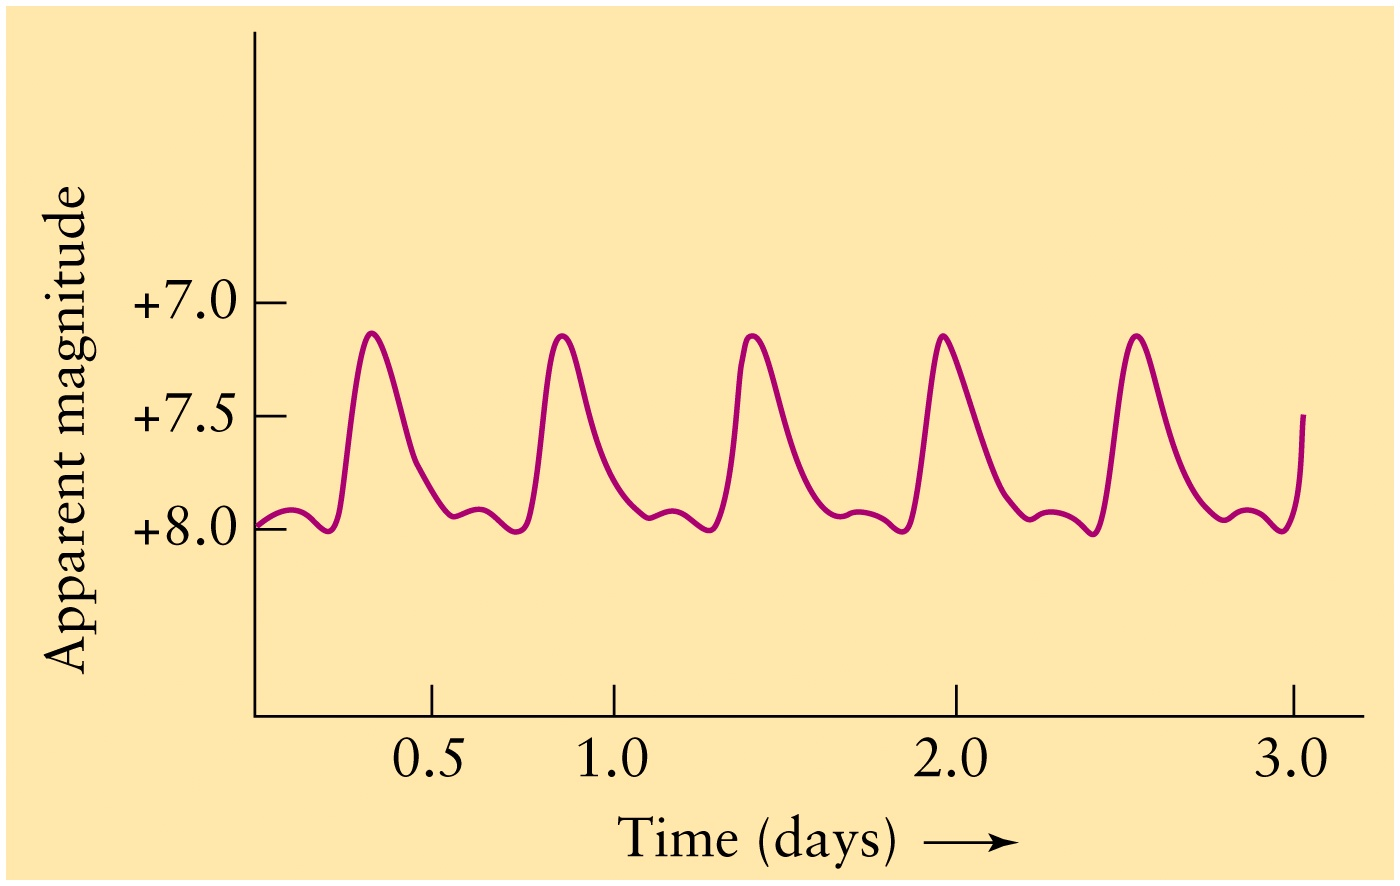 Apparent magnitude
+7.0
+7.5
+8.0
0.5 1.0 2.0 3.0
Time (days) →